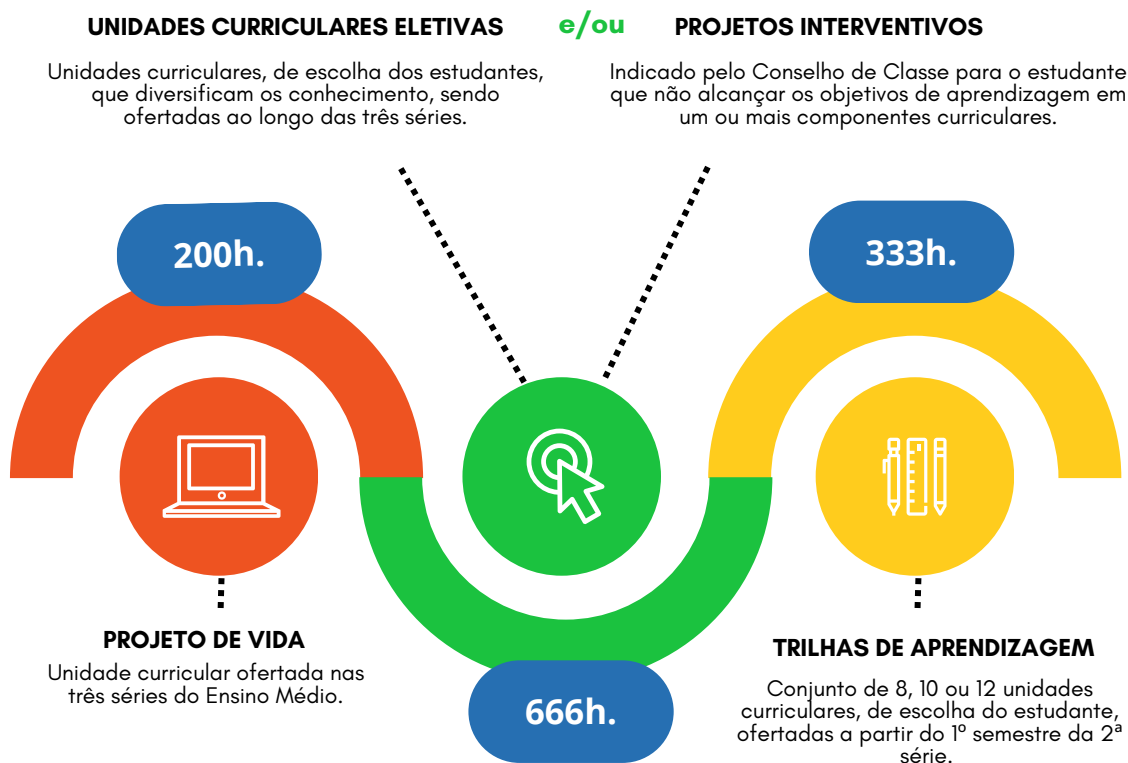 UNIDADES CURRICULARES ELETIVAS
Unidades curriculares, de escolha dos estudantes,
que diversificam os conhecimento, sendo
ofertadas ao longo das três séries.
e/ou
PROJETOS INTERVENTIVOS
Indicado pelo Conselho de Classe para o estudante
que não alcançar os objetivos de aprendizagem em
um ou mais componentes curriculares.
200h.
333h.
PROJETO DE VIDA
Unidade curricular ofertada nas
três séries do Ensino Médio.
666h.
TRILHAS DE APRENDIZAGEM
Conjunto de 8, 10 ou 12 unidades
curriculares, de escolha do estudante,
ofertadas a partir do 1º semestre da 2ª
série.